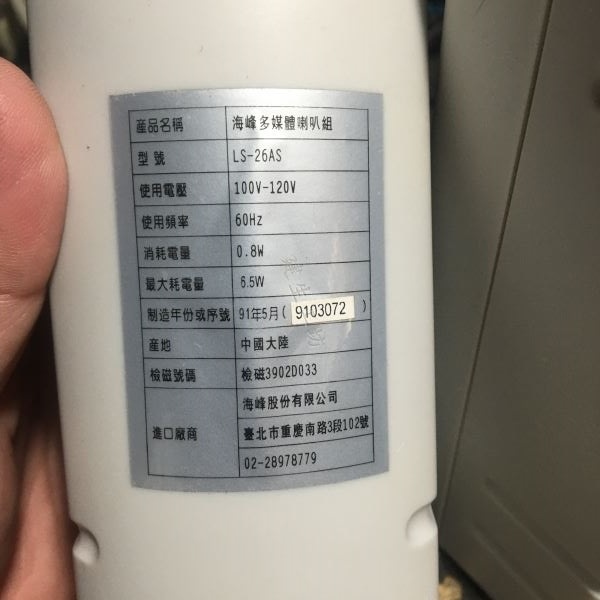 產品名稱 海峰多媒體喇叭組
型號 LS-26AS
使用電壓 100V-120V
使用頻率 60Hz
消耗電量 0.8W
最大耗電量 6.5W
制造年份或序號 91年5月( 9103072 )
產地 中國大陸
檢磁號碼 檢磁3902D033
進口廠商 海峰股份有限公司
臺北市重慶南路3段102號
02-28978779